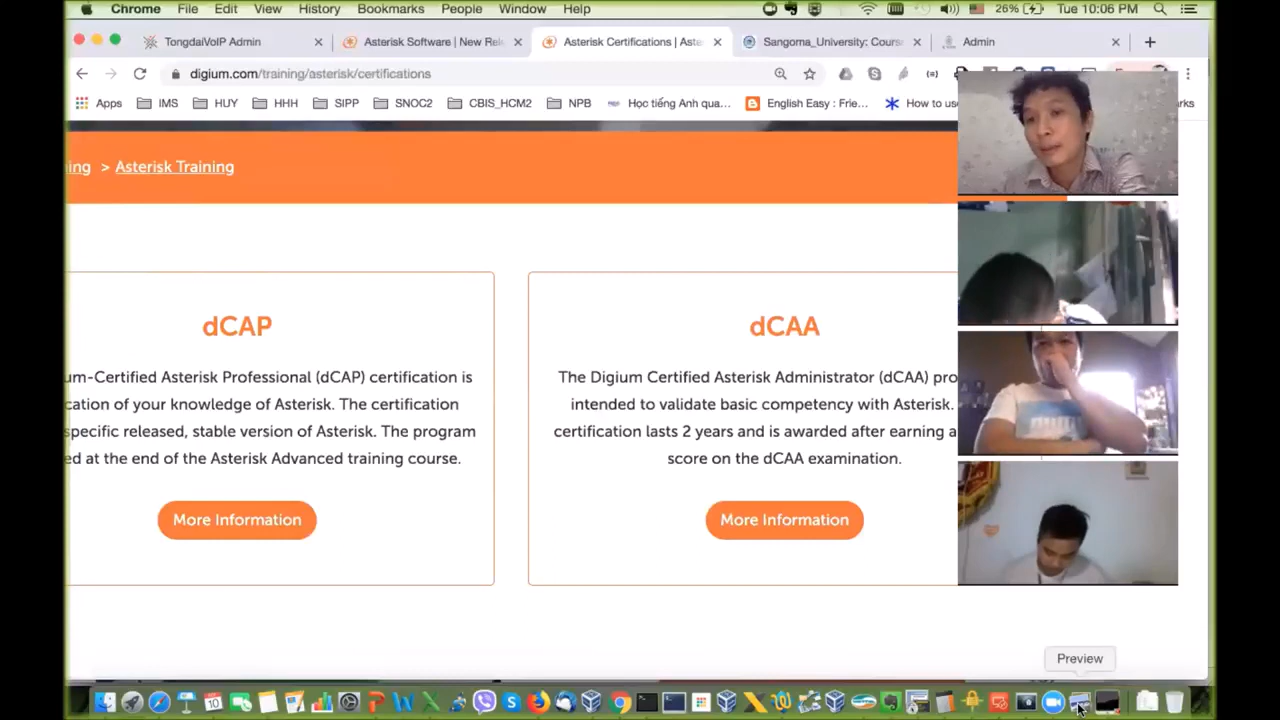 Chrome File Edit View History Bookmarks People Window Help 26% Tue 10:06 PM
TongdaiVoIP Admin Asterisk Software | New Rel Asterisk Certifications | Aste Sangoma_University: Cours Admin
digium.com/training/asterisk/certifications
Apps IMS HUY HHH SIPP SNOC2 CBIS_HCM2 NPB Học tiếng Anh qua... English Easy : Frie... How to use
ing > Asterisk Training
dCAP
um-Certified Asterisk Professional (dCAP) certification is
cation of your knowledge of Asterisk. The certification
specific released, stable version of Asterisk. The program
ed at the end of the Asterisk Advanced training course.
More Information
dCAA
The Digium Certified Asterisk Administrator (dCAA) pro
intended to validate basic competency with Asterisk.
certification lasts 2 years and is awarded after earning a
score on the dCAA examination.
More Information
Preview